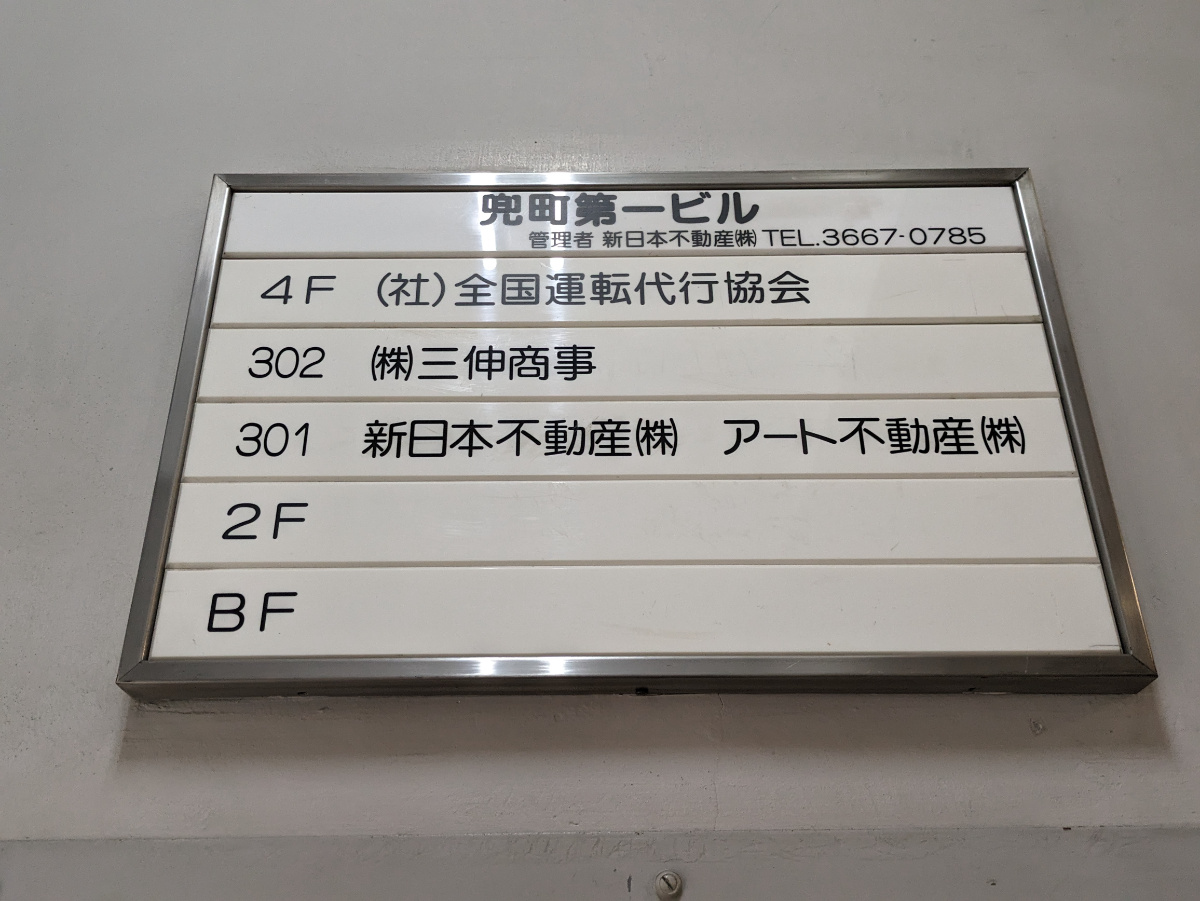 兜町第一ビル
管理者 新日本不動産㈱ TEL.3667-0785
4F (社)全国運転代行協会
302 ㈱三伸商事
301 新日本不動産㈱ アート不動産㈱
2F
BF